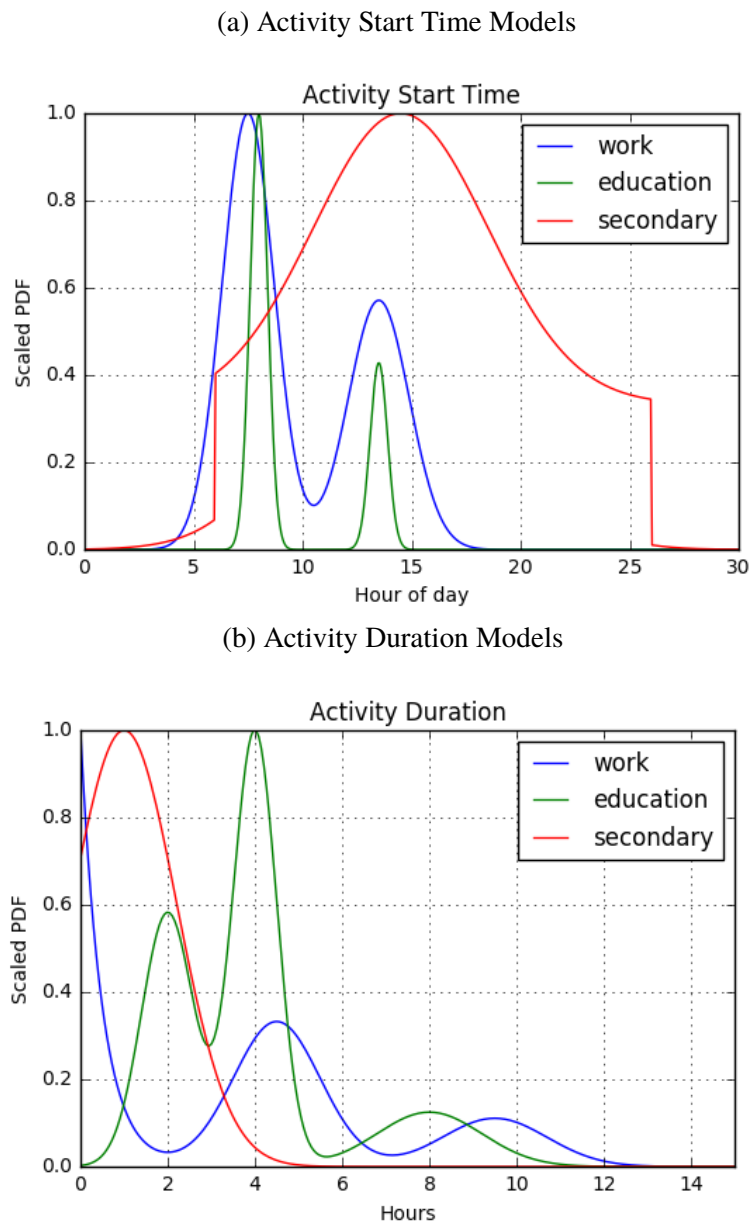 (a) Activity Start Time Models
Activity Start Time
1.0
0.8
0.6
0.4
0.2
0.0
Scaled PDF
work
education
secondary
0 5 10 15 20 25 30
Hour of day
(b) Activity Duration Models
Activity Duration
1.0
0.8
0.6
0.4
0.2
0.0
Scaled PDF
work
education
secondary
0 2 4 6 8 10 12 14
Hours